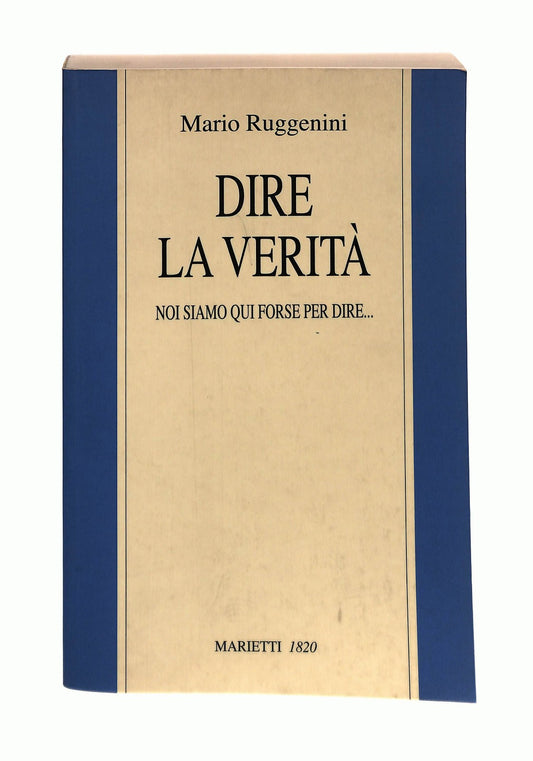 Mario Ruggenini
DIRE
LA VERITÀ
NOI SIAMO QUI FORSE PER DIRE...
MARIETTI 1820